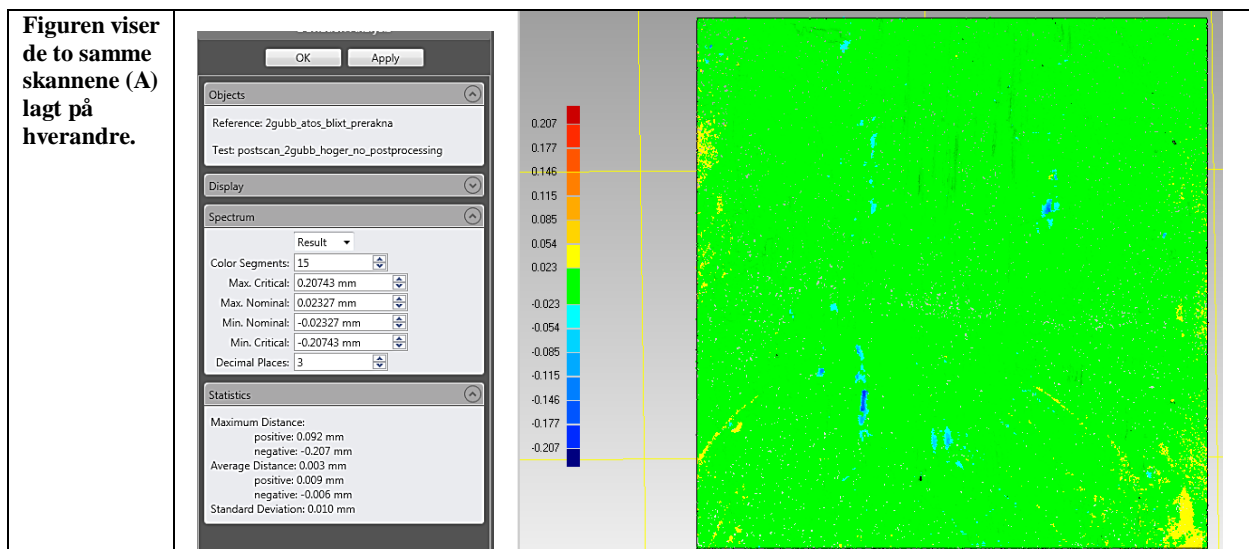 Figuren viser
de to samme
skannene (A)
lagt på
hverandre.
OK Apply
Objects
Reference: 2gubb_atos_blixt_prerakna
Test: postscan_2gubb_hoger_no_postprocessing
Display
Spectrum
Result
Color Segments: 15
Max. Critical: 0.20743 mm
Max. Nominal: 0.02327 mm
Min. Nominal: -0.02327 mm
Min. Critical: -0.20743 mm
Decimal Places: 3
Statistics
Maximum Distance:
positive: 0.092 mm
negative: -0.207 mm
Average Distance: 0.003 mm
positive: 0.009 mm
negative: -0.006 mm
Standard Deviation: 0.010 mm
0.207
0.177
0.146
0.115
0.085
0.054
0.023
-0.023
-0.054
-0.085
-0.115
-0.146
-0.177
-0.207